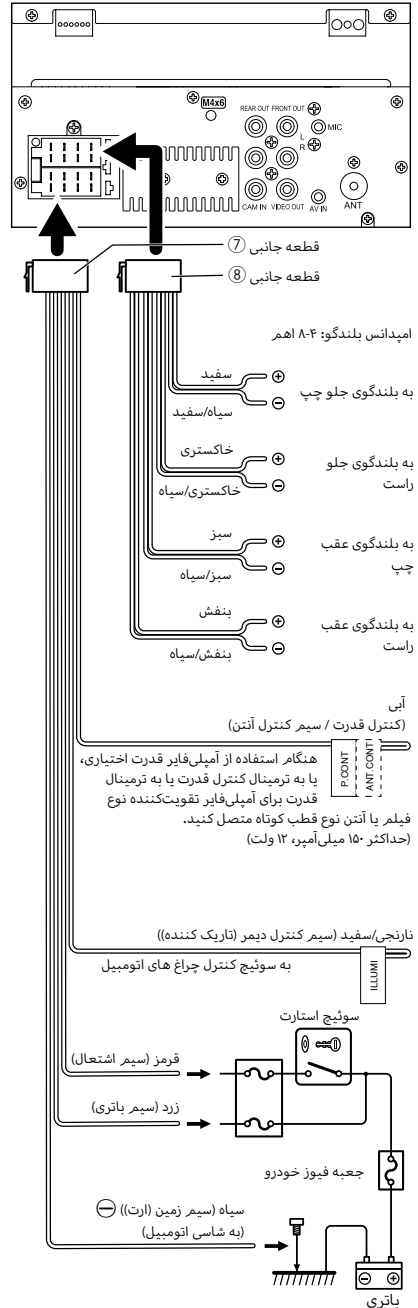 M4x6
REAR OUT FRONT OUT
MIC
L
R
CAM IN VIDEO OUT AV IN
ANT
قطعه جانبی ⑦
قطعه جانبی ⑧
امپدانس بلندگو: ۴-۸ اهم
سفید
به بلندگوی جلو چپ
سیاه/سفید
خاکستری
به بلندگوی جلو
راست
خاکستری/سیاه
سبز
به بلندگوی عقب
چپ
سبز/سیاه
بنفش
به بلندگوی عقب
راست
بنفش/سیاه
آبی
(کنترل قدرت / سیم کنترل آنتن)
P.CONT
ANT.CONT
هنگام استفاده از آمپلی‌فایر قدرت اختیاری،
یا به ترمینال کنترل قدرت یا به ترمینال
قدرت برای آمپلی‌فایر تقویت‌کننده نوع
فیلم یا آنتن نوع قطب کوتاه متصل کنید.
(حداکثر ۱۵۰ میلی‌آمپر، ۱۲ ولت)
نارنجی/سفید (سیم کنترل دیمر (تاریک کننده))
به سوئیچ کنترل چراغ های اتومبیل
ILLUMI
سوئیچ استارت
قرمز (سیم اشتعال)
زرد (سیم باتری)
جعبه فیوز خودرو
سیاه (سیم زمین (ارت)) ⊖
(به شاسی اتومبیل)
باتری